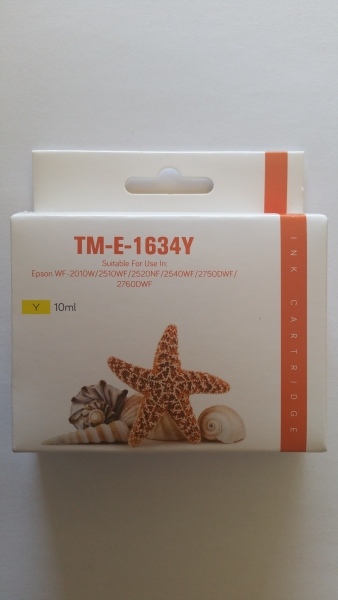 TM-E-1634Y
Suitable For Use In:
Epson WF-2010W/2510WF/2520NF/2540WF/2750DWF/
2760DWF
Y 10ml
INK CARTRIDGE